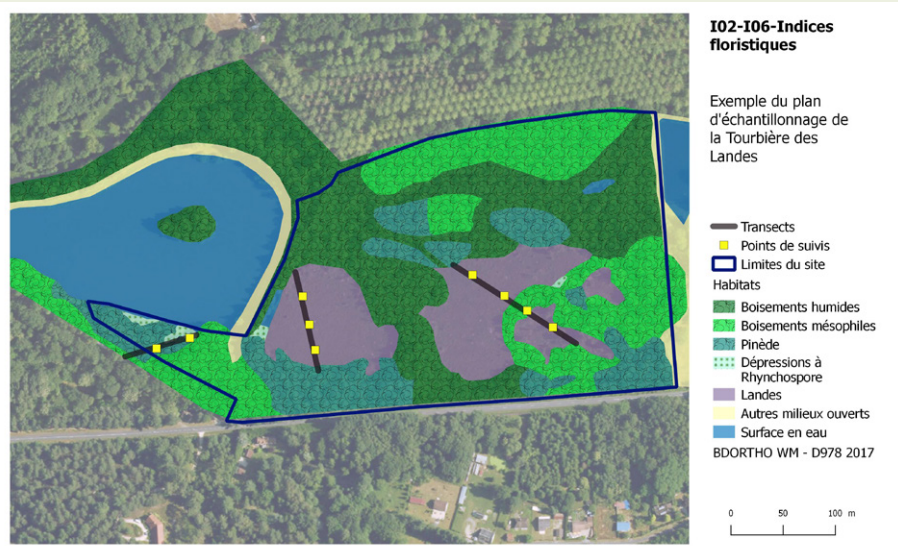 I02-I06-Indices
floristiques
Exemple du plan
d'échantillonnage de
la Tourbière des
Landes
Transects
Points de suivis
Limites du site
Habitats
Boisements humides
Boisements mésophiles
Pinède
Dépressions à
Rhynchospore
Landes
Autres milieux ouverts
Surface en eau
BDORTHO WM - D978 2017
0 50 100 m